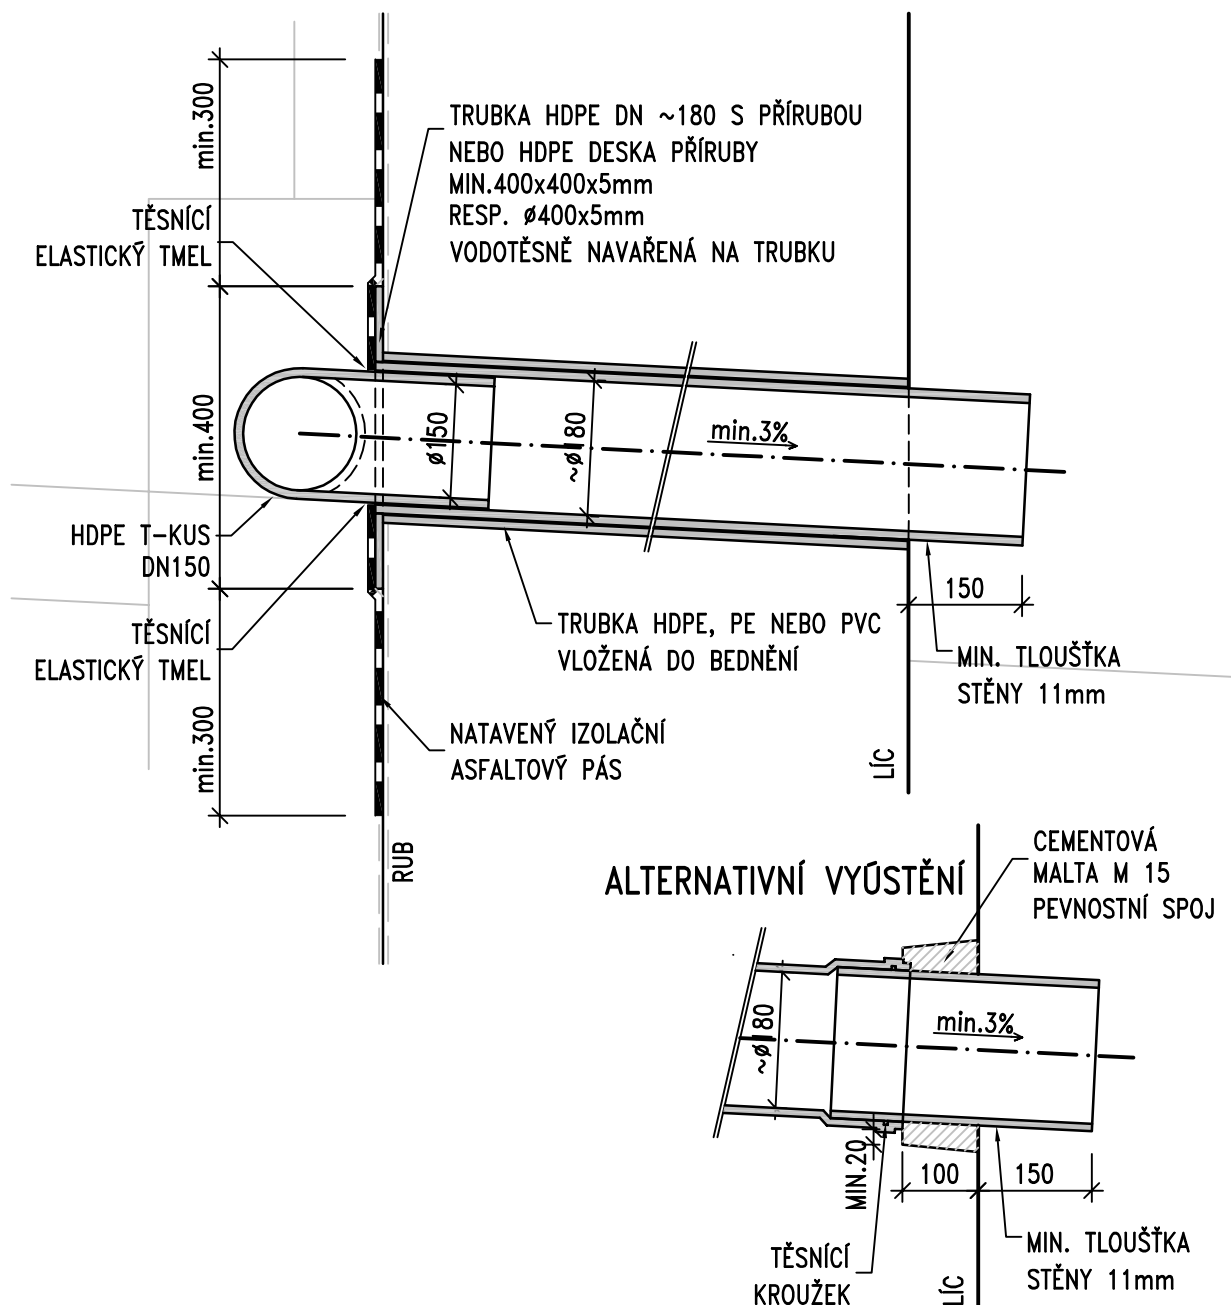 min.300
TRUBKA HDPE DN ~180 S PŘÍRUBOU
NEBO HDPE DESKA PŘÍRUBY
MIN.400x400x5mm
RESP. ø400x5mm
VODOTĚSNĚ NAVAŘENÁ NA TRUBKU
TĚSNÍCÍ
ELASTICKÝ TMEL
min.400
ø150
~ø180
min.3%
HDPE T-KUS
DN150
TĚSNÍCÍ
ELASTICKÝ TMEL
TRUBKA HDPE, PE NEBO PVC
VLOŽENÁ DO BEDNĚNÍ
150
MIN. TLOUŠŤKA
STĚNY 11mm
min.300
NATAVENÝ IZOLAČNÍ
ASFALTOVÝ PÁS
LÍC
RUB
ALTERNATIVNÍ VYÚSTĚNÍ
CEMENTOVÁ
MALTA M 15
PEVNOSTNÍ SPOJ
~ø180
min.3%
MIN.20
100
150
TĚSNÍCÍ
KROUŽEK
MIN. TLOUŠŤKA
STĚNY 11mm
LÍC